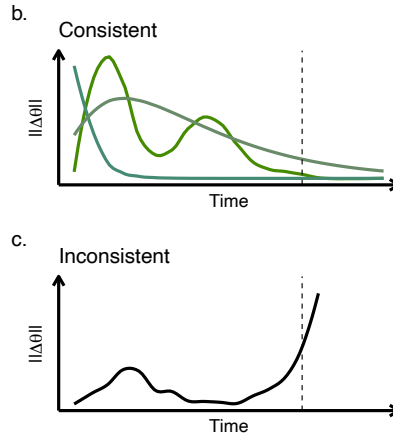 b.
Consistent
||Δθ||
Time
c.
Inconsistent
||Δθ||
Time